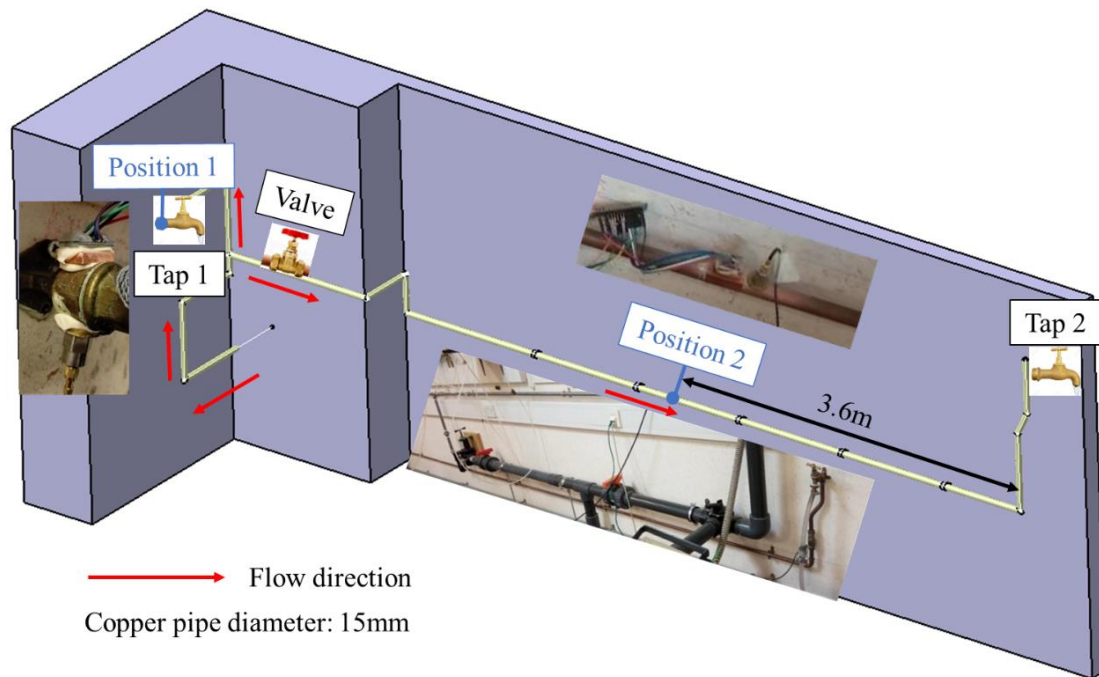 Position 1
Valve
Tap 1
Position 2
Tap 2
3.6m
Flow direction
Copper pipe diameter: 15mm